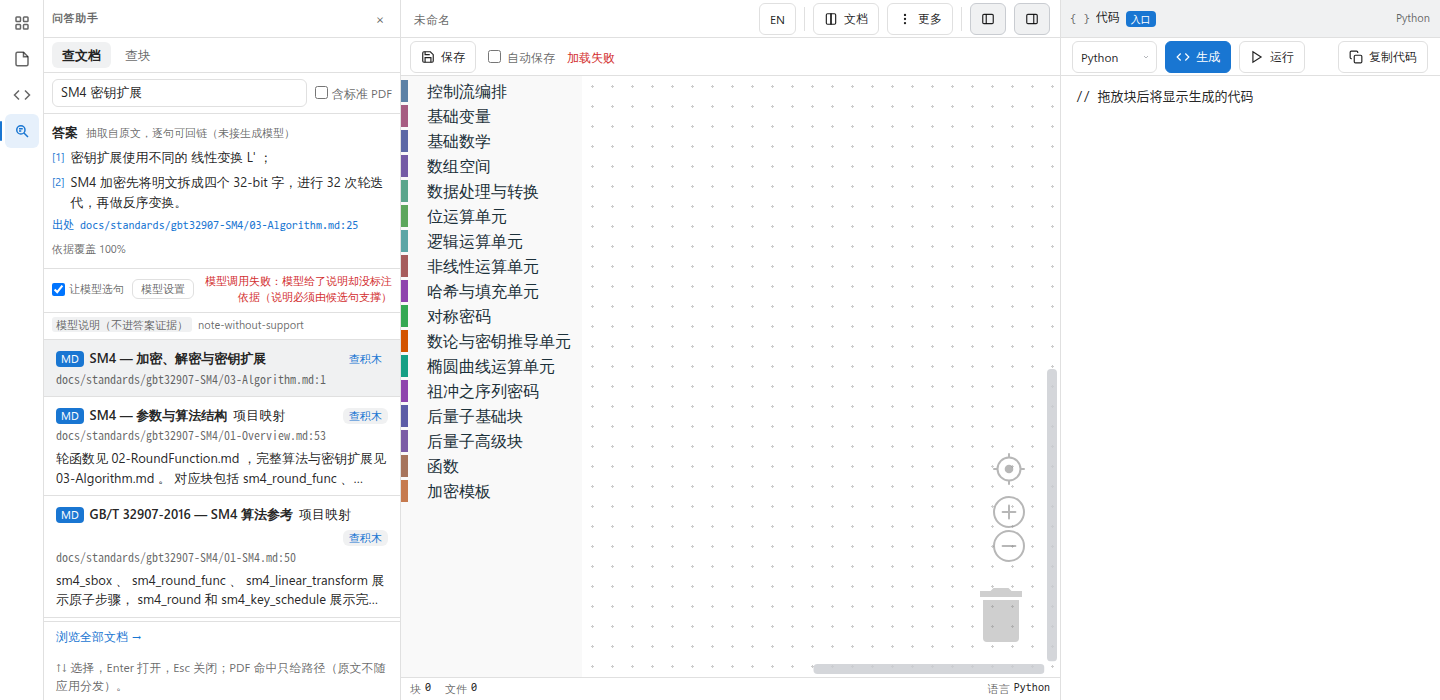 问答助手 ×
查文档 查块
SM4 密钥扩展 含标准 PDF
答案 抽取自原文，逐句可回链（未接生成模型）
[1] 密钥扩展使用不同的 线性变换 L' ；
[2] SM4 加密先将明文拆成四个 32-bit 字，进行 32 次轮迭
代，再做反序变换。
出处 docs/standards/gbt32907-SM4/03-Algorithm.md:25
依据覆盖 100%
让模型选句 模型设置 模型调用失败：模型给了说明却没标注
依据（说明必须由候选句支撑）
模型说明（不进答案证据） note-without-support
MD SM4 — 加密、解密与密钥扩展 查积木
docs/standards/gbt32907-SM4/03-Algorithm.md:1
MD SM4 — 参数与算法结构 项目映射 查积木
docs/standards/gbt32907-SM4/01-Overview.md:53
轮函数见 02-RoundFunction.md ，完整算法与密钥扩展见
03-Algorithm.md 。 对应块包括 sm4_round_func 、...
MD GB/T 32907-2016 — SM4 算法参考 项目映射
查积木
docs/standards/gbt32907-SM4/01-SM4.md:50
sm4_sbox 、 sm4_round_func 、 sm4_linear_transform 展
示原子步骤， sm4_round 和 sm4_key_schedule 展示完...
浏览全部文档 →
↑↓ 选择，Enter 打开，Esc 关闭；PDF 命中只给路径（原文不随
应用分发）。
未命名 EN 文档 更多
保存 自动保存 加载失败
控制流编排
基础变量
基础数学
数组空间
数据处理与转换
位运算单元
逻辑运算单元
非线性运算单元
哈希与填充单元
对称密码
数论与密钥推导单元
椭圆曲线运算单元
祖冲之序列密码
后量子基础块
后量子高级块
函数
加密模板
块 0 文件 0 语言 Python
{ } 代码 入口 Python
Python 生成 运行 复制代码
// 拖放块后将显示生成的代码